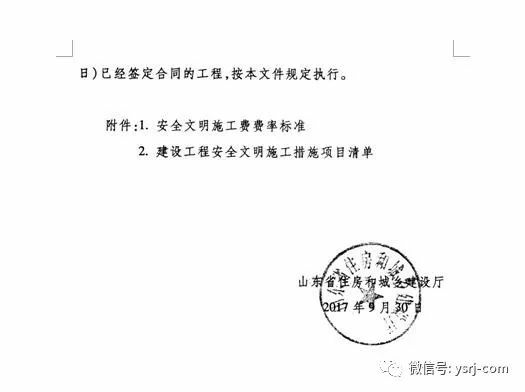 日)已经签定合同的工程,按本文件规定执行。
附件:1. 安全文明施工费费率标准
2. 建设工程安全文明施工措施项目清单
山东省住房和城乡建设厅
2017年9月30日
微信号: ysrj-com